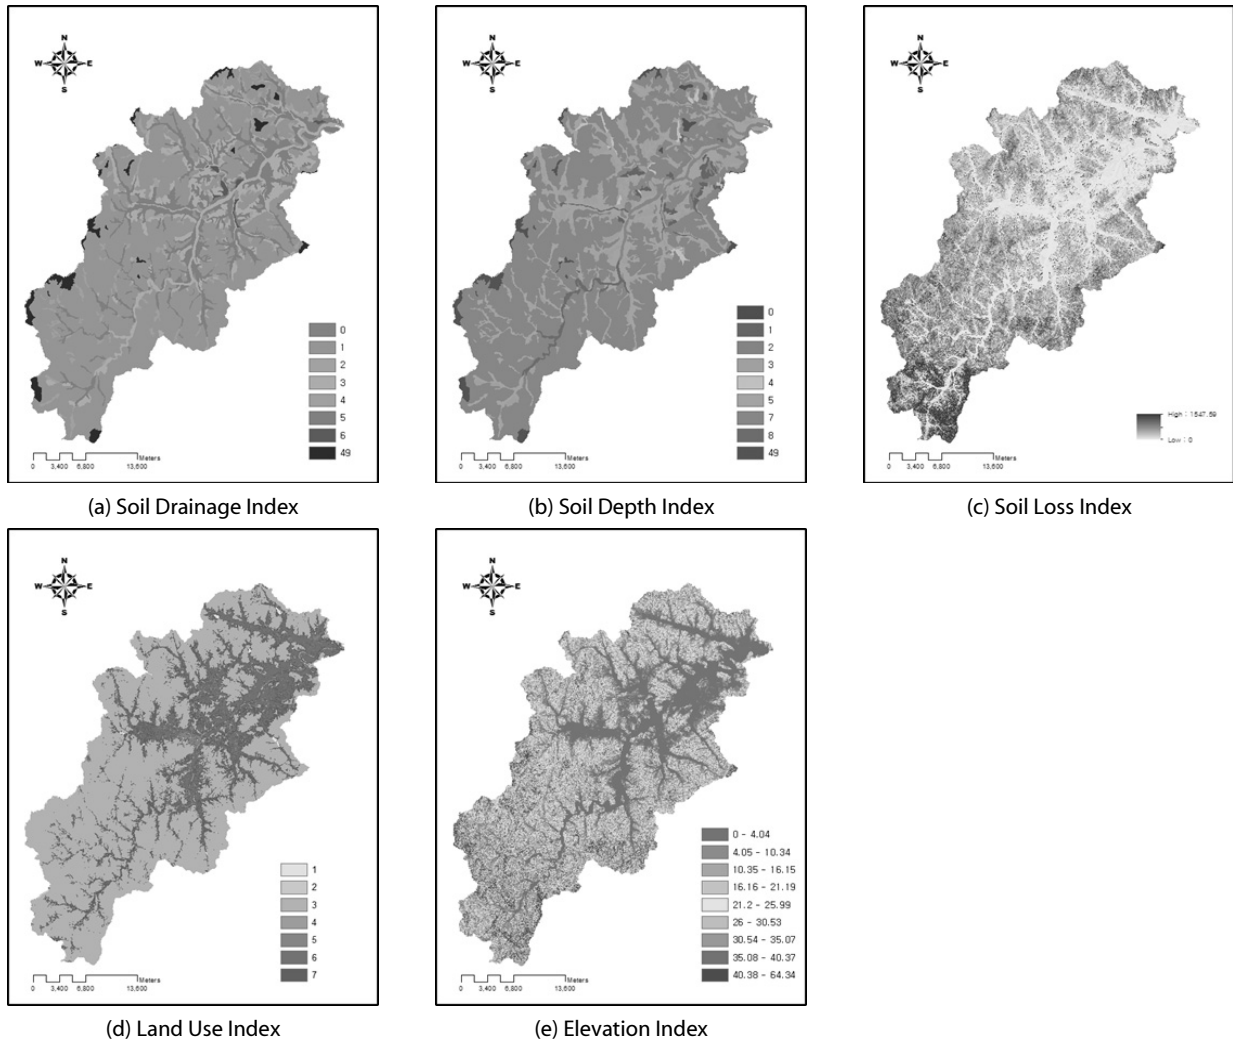 N
W E
S
0
1
2
3
4
5
6
49
Meters
0 3,400 6,800 13,600
(a) Soil Drainage Index
N
W E
S
0
1
2
3
4
5
7
8
49
Meters
0 3,400 6,800 13,600
(b) Soil Depth Index
N
W E
S
High : 1547.59
Low : 0
Meters
0 3,400 6,800 13,600
(c) Soil Loss Index
N
W E
S
1
2
3
4
5
6
7
Meters
0 3,400 6,800 13,600
(d) Land Use Index
N
W E
S
0 - 4.04
4.05 - 10.34
10.35 - 16.15
16.16 - 21.19
21.2 - 25.99
26 - 30.53
30.54 - 35.07
35.08 - 40.37
40.38 - 64.34
Meters
0 3,400 6,800 13,600
(e) Elevation Index